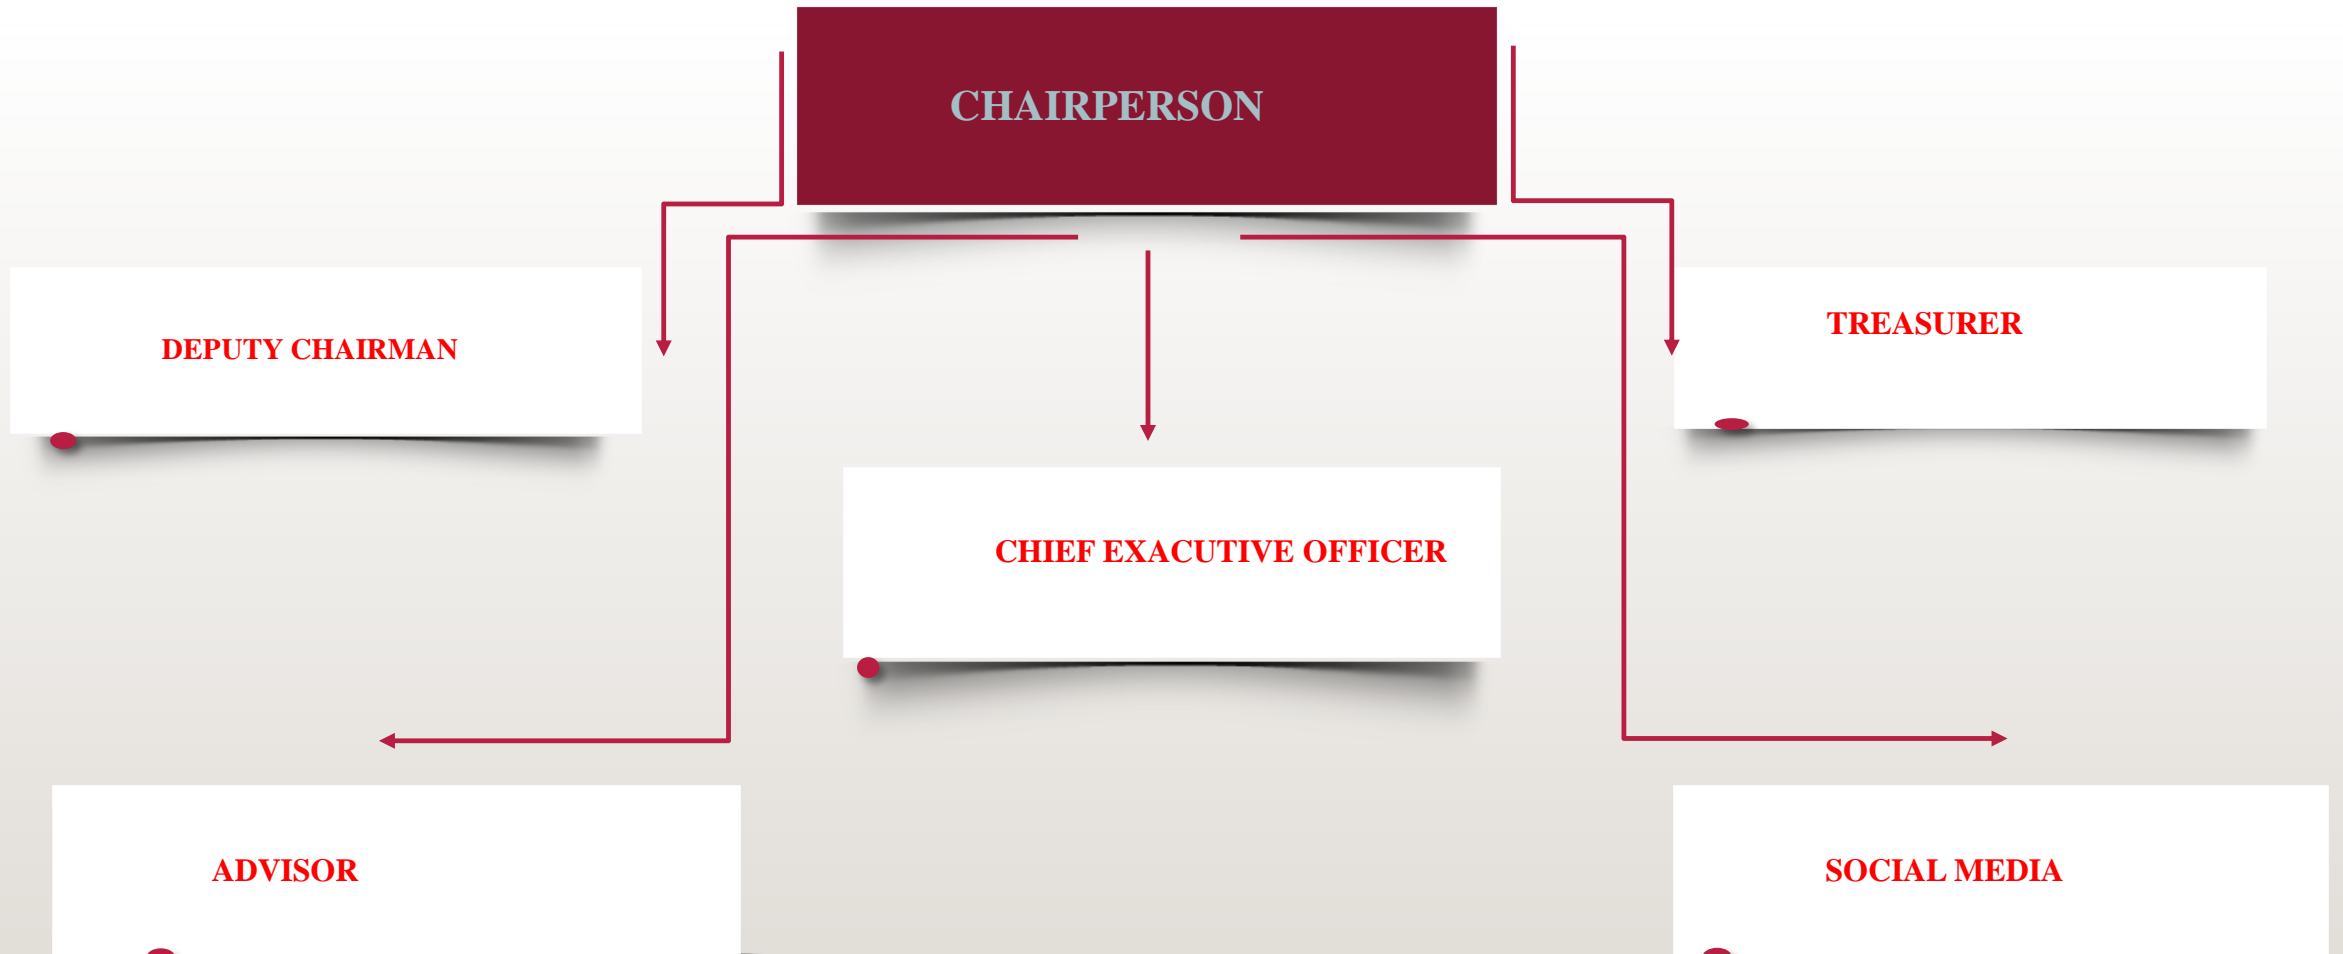 CHAIRPERSON
DEPUTY CHAIRMAN
TREASURER
CHIEF EXACUTIVE OFFICER
ADVISOR
SOCIAL MEDIA